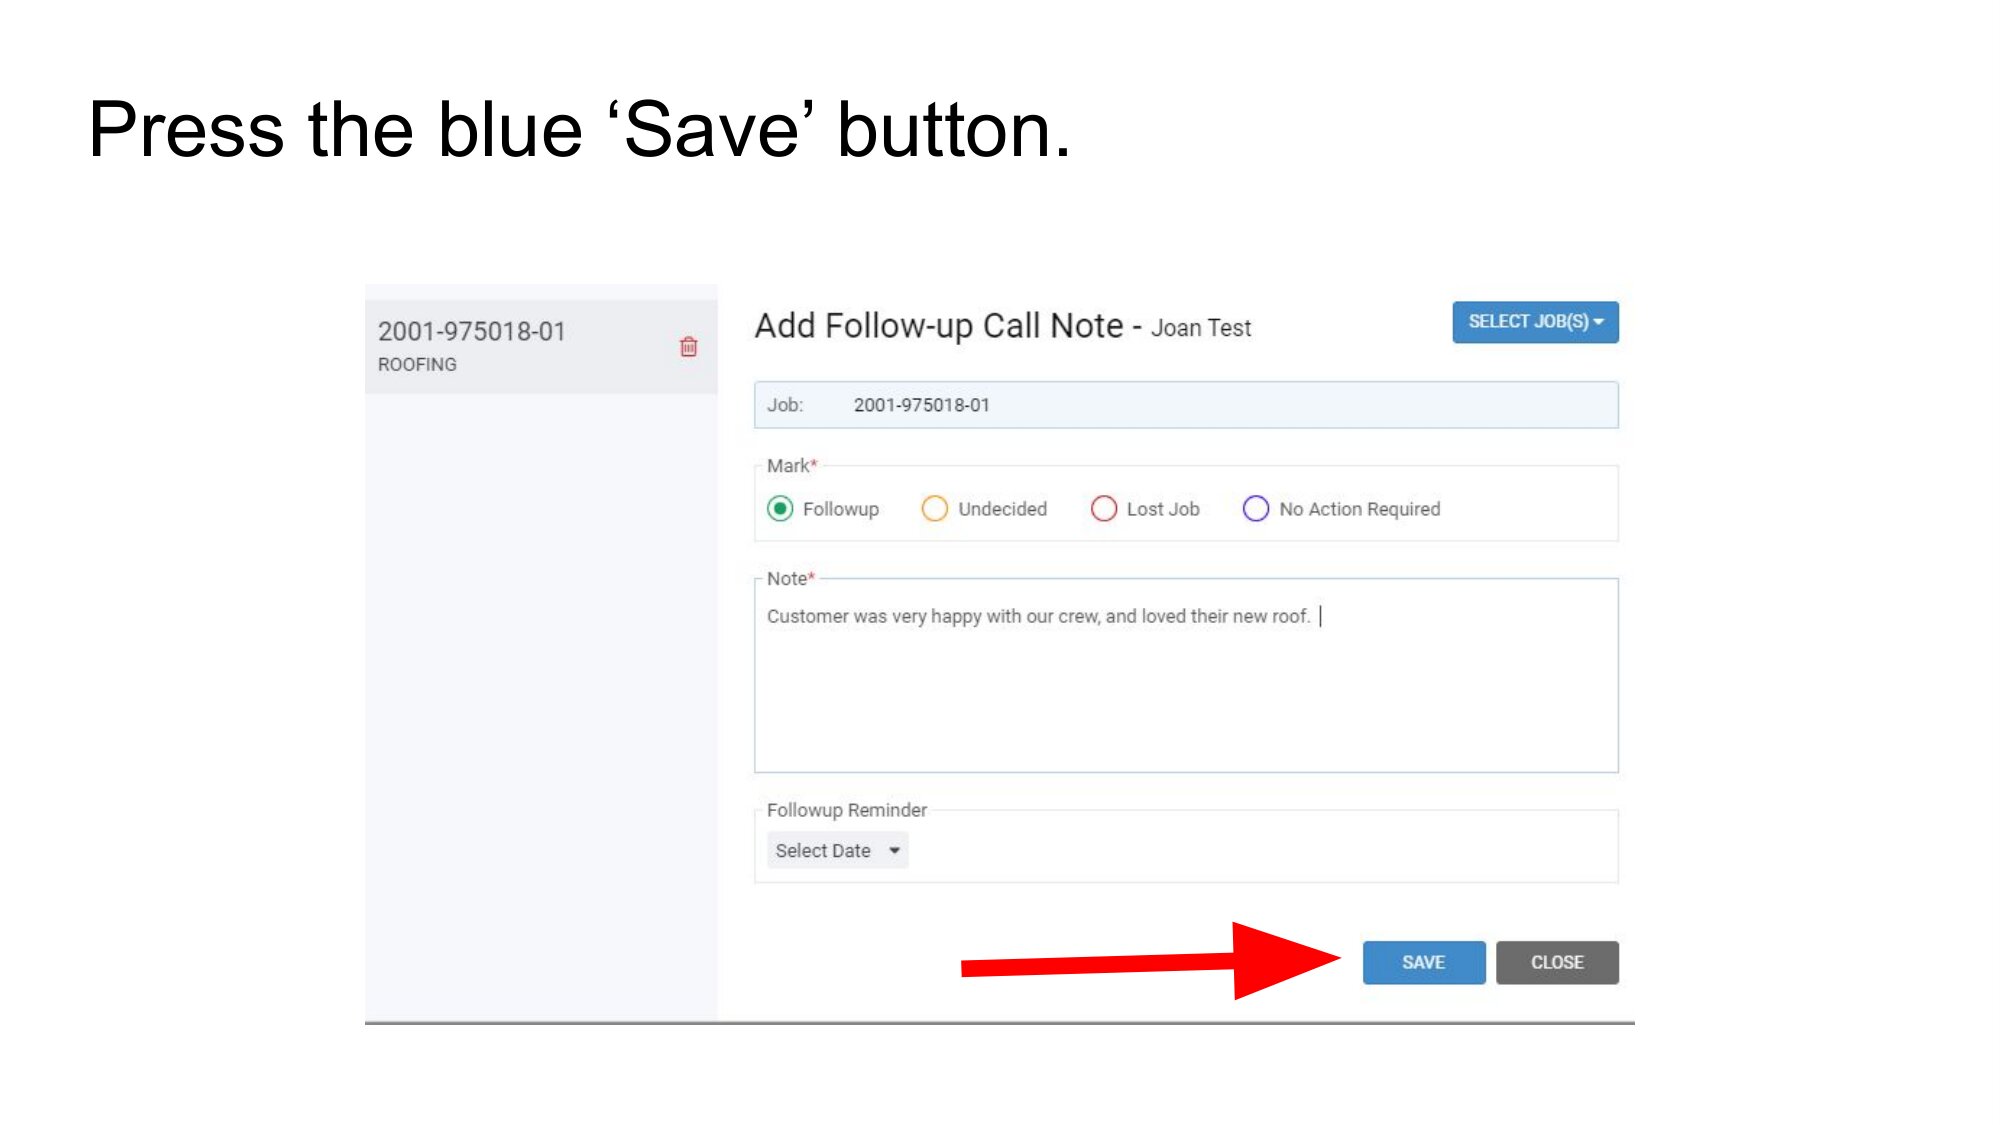 Press the blue ‘Save’ button.
2001-975018-01
ROOFING
Add Follow-up Call Note - Joan Test
SELECT JOB(S)
Job: 2001-975018-01
Mark*
Followup Undecided Lost Job No Action Required
Note*
Customer was very happy with our crew, and loved their new roof.
Followup Reminder
Select Date
SAVE CLOSE